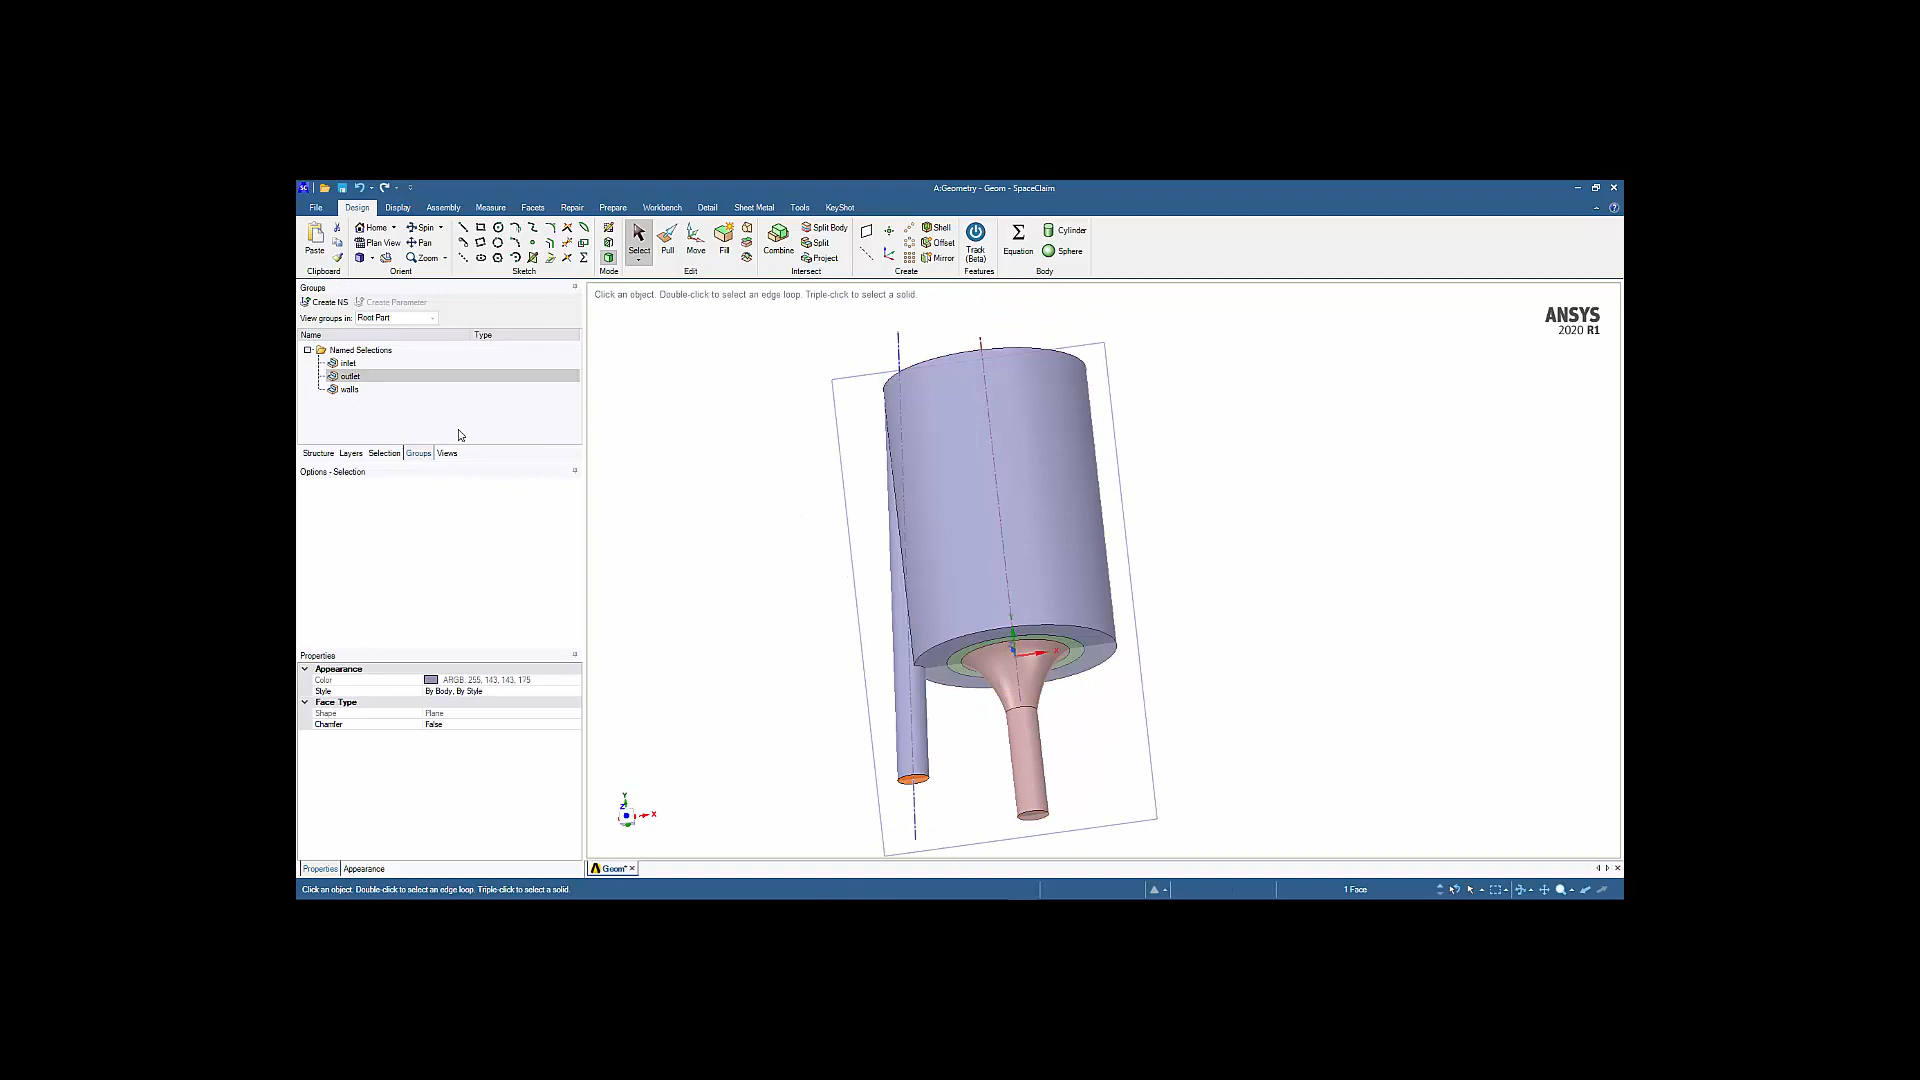 A:Geometry - Geom - SpaceClaim
File Design Display Assembly Measure Facets Repair Prepare Workbench Detail Sheet Metal Tools KeyShot
Home Spin Split Body Shell Cylinder
Plan View Pan Split Offset
Paste Zoom Select Pull Move Fill Combine Project Mirror Track (Beta) Equation Sphere
Clipboard Orient Sketch Mode Edit Intersect Create Features Body
Groups
Create NS Create Parameter
View groups in: Root Part
Name Type
Named Selections
inlet
outlet
walls
Structure Layers Selection Groups Views
Options - Selection
Properties
Appearance
Color ARGB: 255, 143, 143, 175
Style By Body, By Style
Face Type
Shape Plane
Chamfer False
Properties Appearance
Click an object. Double-click to select an edge loop. Triple-click to select a solid.
ANSYS
2020 R1
Y
X
Y
Z
X
Geom*
Click an object. Double-click to select an edge loop. Triple-click to select a solid. 1 Face